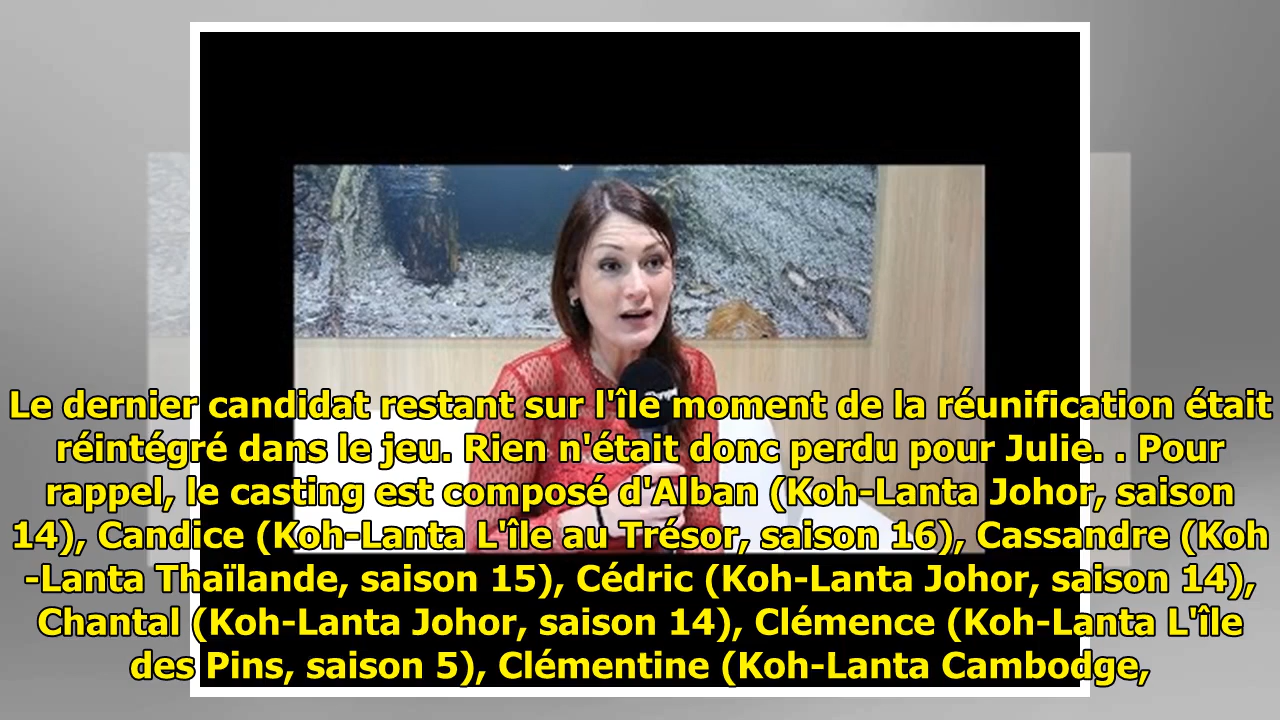 Le dernier candidat restant sur l'île moment de la réunification était
réintégré dans le jeu. Rien n'était donc perdu pour Julie. . Pour
rappel, le casting est composé d'Alban (Koh-Lanta Johor, saison
14), Candice (Koh-Lanta L'île au Trésor, saison 16), Cassandre (Koh
-Lanta Thaïlande, saison 15), Cédric (Koh-Lanta Johor, saison 14),
Chantal (Koh-Lanta Johor, saison 14), Clémence (Koh-Lanta L'île
des Pins, saison 5), Clémentine (Koh-Lanta Cambodge,